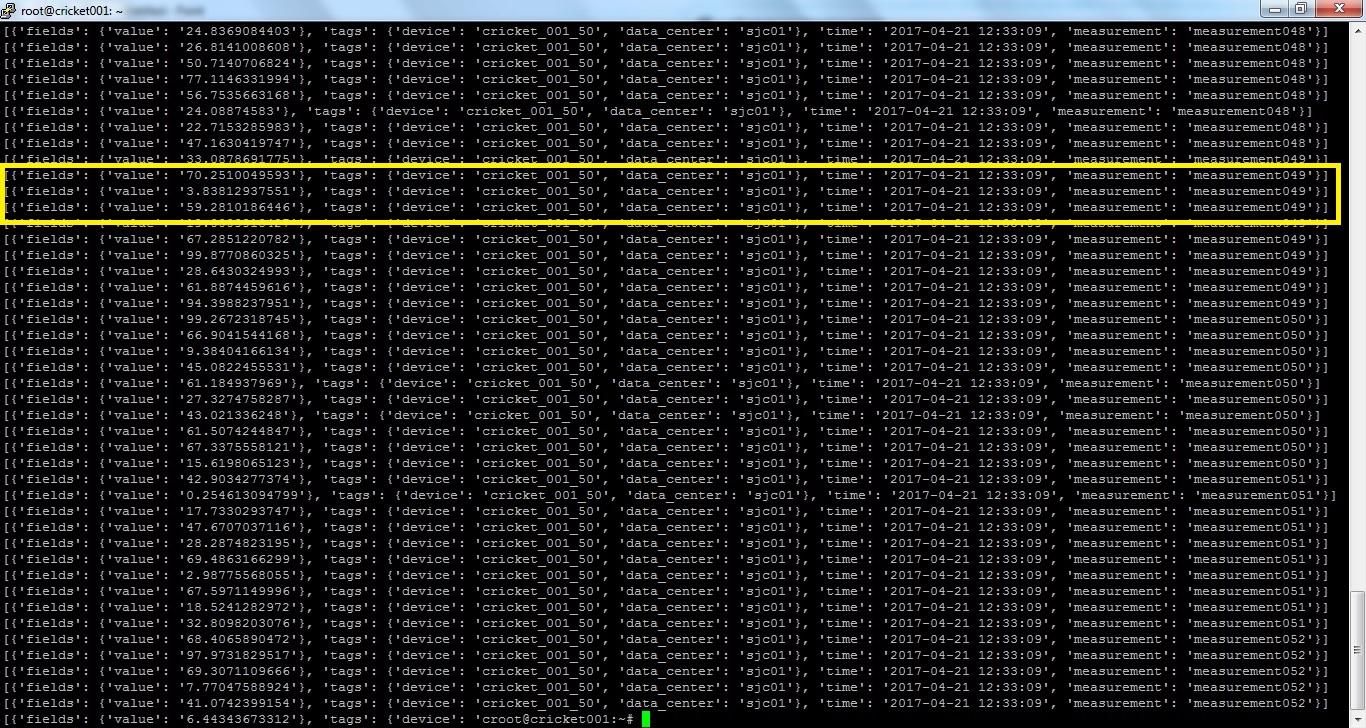 root@cricket001: ~
[{'fields': {'value': '24.8369084403'}, 'tags': {'device': 'cricket_001_50', 'data_center': 'sjc01'}, 'time': '2017-04-21 12:33:09', 'measurement': 'measurement048'}]
[{'fields': {'value': '26.8141008608'}, 'tags': {'device': 'cricket_001_50', 'data_center': 'sjc01'}, 'time': '2017-04-21 12:33:09', 'measurement': 'measurement048'}]
[{'fields': {'value': '50.7140706824'}, 'tags': {'device': 'cricket_001_50', 'data_center': 'sjc01'}, 'time': '2017-04-21 12:33:09', 'measurement': 'measurement048'}]
[{'fields': {'value': '77.1146331994'}, 'tags': {'device': 'cricket_001_50', 'data_center': 'sjc01'}, 'time': '2017-04-21 12:33:09', 'measurement': 'measurement048'}]
[{'fields': {'value': '56.7535663168'}, 'tags': {'device': 'cricket_001_50', 'data_center': 'sjc01'}, 'time': '2017-04-21 12:33:09', 'measurement': 'measurement048'}]
[{'fields': {'value': '24.08874583'}, 'tags': {'device': 'cricket_001_50', 'data_center': 'sjc01'}, 'time': '2017-04-21 12:33:09', 'measurement': 'measurement048'}]
[{'fields': {'value': '22.7153285983'}, 'tags': {'device': 'cricket_001_50', 'data_center': 'sjc01'}, 'time': '2017-04-21 12:33:09', 'measurement': 'measurement048'}]
[{'fields': {'value': '47.1630419747'}, 'tags': {'device': 'cricket_001_50', 'data_center': 'sjc01'}, 'time': '2017-04-21 12:33:09', 'measurement': 'measurement048'}]
[{'fields': {'value': '33.0878691775'}, 'tags': {'device': 'cricket_001_50', 'data_center': 'sjc01'}, 'time': '2017-04-21 12:33:09', 'measurement': 'measurement049'}]
[{'fields': {'value': '70.2510049593'}, 'tags': {'device': 'cricket_001_50', 'data_center': 'sjc01'}, 'time': '2017-04-21 12:33:09', 'measurement': 'measurement049'}]
[{'fields': {'value': '3.83812937551'}, 'tags': {'device': 'cricket_001_50', 'data_center': 'sjc01'}, 'time': '2017-04-21 12:33:09', 'measurement': 'measurement049'}]
[{'fields': {'value': '59.2810186446'}, 'tags': {'device': 'cricket_001_50', 'data_center': 'sjc01'}, 'time': '2017-04-21 12:33:09', 'measurement': 'measurement049'}]
[{'fields': {'value': '67.2851220782'}, 'tags': {'device': 'cricket_001_50', 'data_center': 'sjc01'}, 'time': '2017-04-21 12:33:09', 'measurement': 'measurement049'}]
[{'fields': {'value': '99.8770860325'}, 'tags': {'device': 'cricket_001_50', 'data_center': 'sjc01'}, 'time': '2017-04-21 12:33:09', 'measurement': 'measurement049'}]
[{'fields': {'value': '28.6430324993'}, 'tags': {'device': 'cricket_001_50', 'data_center': 'sjc01'}, 'time': '2017-04-21 12:33:09', 'measurement': 'measurement049'}]
[{'fields': {'value': '61.8874459616'}, 'tags': {'device': 'cricket_001_50', 'data_center': 'sjc01'}, 'time': '2017-04-21 12:33:09', 'measurement': 'measurement049'}]
[{'fields': {'value': '94.3988237951'}, 'tags': {'device': 'cricket_001_50', 'data_center': 'sjc01'}, 'time': '2017-04-21 12:33:09', 'measurement': 'measurement049'}]
[{'fields': {'value': '99.2672318745'}, 'tags': {'device': 'cricket_001_50', 'data_center': 'sjc01'}, 'time': '2017-04-21 12:33:09', 'measurement': 'measurement050'}]
[{'fields': {'value': '66.9041544168'}, 'tags': {'device': 'cricket_001_50', 'data_center': 'sjc01'}, 'time': '2017-04-21 12:33:09', 'measurement': 'measurement050'}]
[{'fields': {'value': '9.38404166134'}, 'tags': {'device': 'cricket_001_50', 'data_center': 'sjc01'}, 'time': '2017-04-21 12:33:09', 'measurement': 'measurement050'}]
[{'fields': {'value': '45.0822455531'}, 'tags': {'device': 'cricket_001_50', 'data_center': 'sjc01'}, 'time': '2017-04-21 12:33:09', 'measurement': 'measurement050'}]
[{'fields': {'value': '61.184937969'}, 'tags': {'device': 'cricket_001_50', 'data_center': 'sjc01'}, 'time': '2017-04-21 12:33:09', 'measurement': 'measurement050'}]
[{'fields': {'value': '27.3274758287'}, 'tags': {'device': 'cricket_001_50', 'data_center': 'sjc01'}, 'time': '2017-04-21 12:33:09', 'measurement': 'measurement050'}]
[{'fields': {'value': '43.021336248'}, 'tags': {'device': 'cricket_001_50', 'data_center': 'sjc01'}, 'time': '2017-04-21 12:33:09', 'measurement': 'measurement050'}]
[{'fields': {'value': '61.5074244847'}, 'tags': {'device': 'cricket_001_50', 'data_center': 'sjc01'}, 'time': '2017-04-21 12:33:09', 'measurement': 'measurement050'}]
[{'fields': {'value': '67.3375558121'}, 'tags': {'device': 'cricket_001_50', 'data_center': 'sjc01'}, 'time': '2017-04-21 12:33:09', 'measurement': 'measurement050'}]
[{'fields': {'value': '15.6198065123'}, 'tags': {'device': 'cricket_001_50', 'data_center': 'sjc01'}, 'time': '2017-04-21 12:33:09', 'measurement': 'measurement050'}]
[{'fields': {'value': '42.9034277374'}, 'tags': {'device': 'cricket_001_50', 'data_center': 'sjc01'}, 'time': '2017-04-21 12:33:09', 'measurement': 'measurement051'}]
[{'fields': {'value': '0.254613094799'}, 'tags': {'device': 'cricket_001_50', 'data_center': 'sjc01'}, 'time': '2017-04-21 12:33:09', 'measurement': 'measurement051'}]
[{'fields': {'value': '17.7330293747'}, 'tags': {'device': 'cricket_001_50', 'data_center': 'sjc01'}, 'time': '2017-04-21 12:33:09', 'measurement': 'measurement051'}]
[{'fields': {'value': '47.6707037116'}, 'tags': {'device': 'cricket_001_50', 'data_center': 'sjc01'}, 'time': '2017-04-21 12:33:09', 'measurement': 'measurement051'}]
[{'fields': {'value': '28.2874823195'}, 'tags': {'device': 'cricket_001_50', 'data_center': 'sjc01'}, 'time': '2017-04-21 12:33:09', 'measurement': 'measurement051'}]
[{'fields': {'value': '69.4863166299'}, 'tags': {'device': 'cricket_001_50', 'data_center': 'sjc01'}, 'time': '2017-04-21 12:33:09', 'measurement': 'measurement051'}]
[{'fields': {'value': '2.98775568055'}, 'tags': {'device': 'cricket_001_50', 'data_center': 'sjc01'}, 'time': '2017-04-21 12:33:09', 'measurement': 'measurement051'}]
[{'fields': {'value': '67.5971149996'}, 'tags': {'device': 'cricket_001_50', 'data_center': 'sjc01'}, 'time': '2017-04-21 12:33:09', 'measurement': 'measurement051'}]
[{'fields': {'value': '18.5241282972'}, 'tags': {'device': 'cricket_001_50', 'data_center': 'sjc01'}, 'time': '2017-04-21 12:33:09', 'measurement': 'measurement051'}]
[{'fields': {'value': '32.8098203076'}, 'tags': {'device': 'cricket_001_50', 'data_center': 'sjc01'}, 'time': '2017-04-21 12:33:09', 'measurement': 'measurement051'}]
[{'fields': {'value': '68.4065890472'}, 'tags': {'device': 'cricket_001_50', 'data_center': 'sjc01'}, 'time': '2017-04-21 12:33:09', 'measurement': 'measurement052'}]
[{'fields': {'value': '97.9731829517'}, 'tags': {'device': 'cricket_001_50', 'data_center': 'sjc01'}, 'time': '2017-04-21 12:33:09', 'measurement': 'measurement052'}]
[{'fields': {'value': '69.3071109666'}, 'tags': {'device': 'cricket_001_50', 'data_center': 'sjc01'}, 'time': '2017-04-21 12:33:09', 'measurement': 'measurement052'}]
[{'fields': {'value': '7.77047588924'}, 'tags': {'device': 'cricket_001_50', 'data_center': 'sjc01'}, 'time': '2017-04-21 12:33:09', 'measurement': 'measurement052'}]
[{'fields': {'value': '41.0742399154'}, 'tags': {'device': 'cricket_001_50', 'data_center': 'sjc01'}, 'time': '2017-04-21 12:33:09', 'measurement': 'measurement052'}]
[{'fields': {'value': '6.44343673312'}, 'tags': {'device': 'croot@cricket001:~#